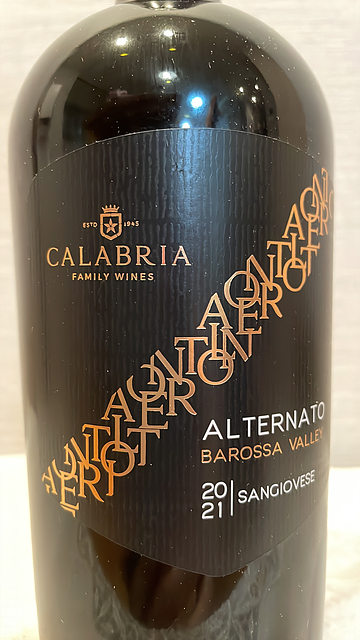 ESTD 1945
CALABRIA
FAMILY WINES
ALTERNATO
BAROSSA VALLEY
20
21
SANGIOVESE